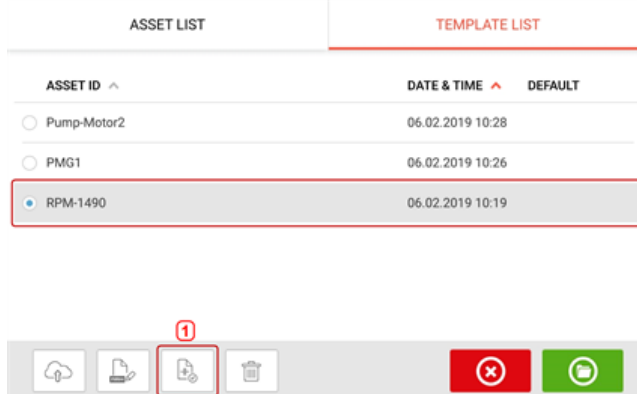 ASSET LIST TEMPLATE LIST
ASSET ID DATE & TIME DEFAULT
Pump-Motor2 06.02.2019 10:28
PMG1 06.02.2019 10:26
RPM-1490 06.02.2019 10:19
1